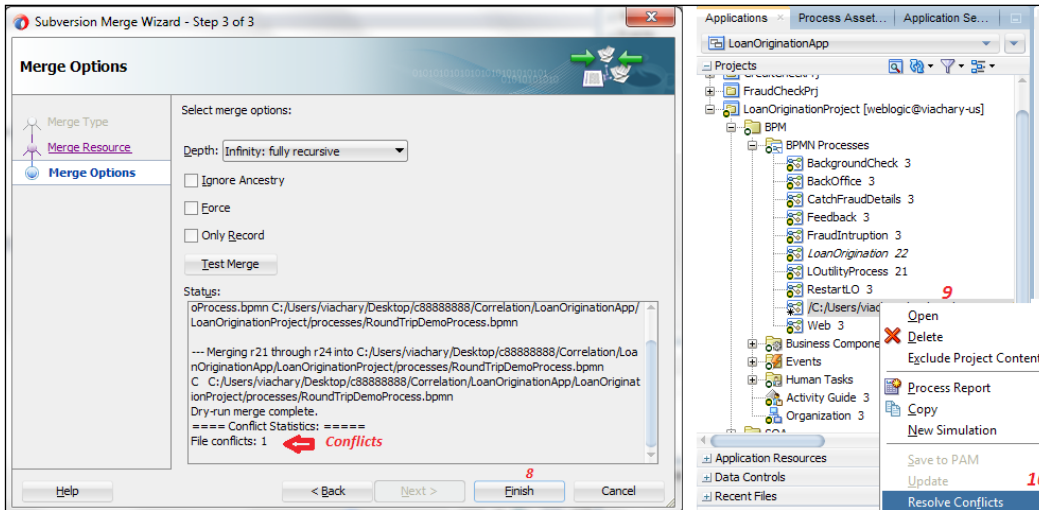 Subversion Merge Wizard - Step 3 of 3
Merge Options
Merge Type
Merge Resource
Merge Options
Select merge options:
Depth: Infinity: fully recursive
Ignore Ancestry
Force
Only Record
Test Merge
Status:
oProcess.bpmn C:/Users/viachary/Desktop/c88888888/Correlation/LoanOriginationApp/
LoanOriginationProject/processes/RoundTripDemoProcess.bpmn
--- Merging r21 through r24 into C:/Users/viachary/Desktop/c88888888/Correlation/Loa
nOriginationApp/LoanOriginationProject/processes/RoundTripDemoProcess.bpmn
C C:/Users/viachary/Desktop/c88888888/Correlation/LoanOriginationApp/LoanOriginat
ionProject/processes/RoundTripDemoProcess.bpmn
Dry-run merge complete.
==== Conflict Statistics: =====
File conflicts: 1
Conflicts
8
Help
< Back
Next >
Finish
Cancel
Applications
Process Asset...
Application Se...
LoanOriginationApp
Projects
FraudCheckPrj
LoanOriginationProject [weblogic@viachary-us]
BPM
BPMN Processes
BackgroundCheck 3
BackOffice 3
CatchFraudDetails 3
Feedback 3
FraudIntruption 3
LoanOrigination 22
LOutilityProcess 21
RestartLO 3
9
/C:/Users/viac
Web 3
Business Compone
Events
Human Tasks
Activity Guide 3
Organization 3
Application Resources
Data Controls
Recent Files
Open
Delete
Exclude Project Content
Process Report
Copy
New Simulation
Save to PAM
Update
Resolve Conflicts